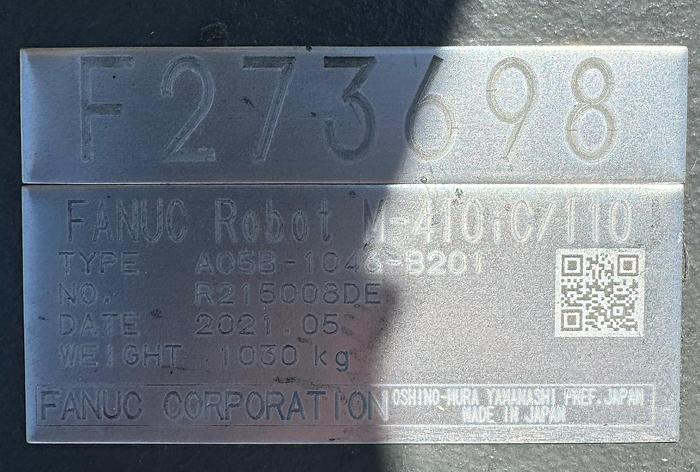 F273698
FANUC Robot M-410iC/110
TYPE A05B-1046-B201
NO. R215008DE
DATE 2021.05
WEIGHT 1030 kg
FANUC CORPORATION
OSHINO-MURA YAMANASHI PREF. JAPAN
MADE IN JAPAN